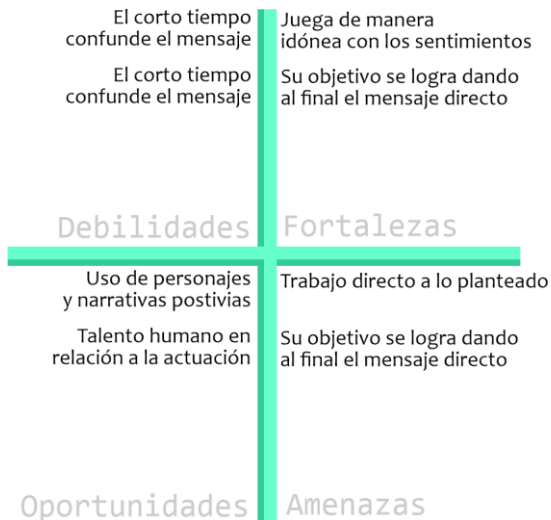 El corto tiempo
confunde el mensaje
El corto tiempo
confunde el mensaje
Debilidades
Juega de manera
idónea con los sentimientos
Su objetivo se logra dando
al final el mensaje directo
Fortalezas
Uso de personajes
y narrativas postivias
Talento humano en
relación a la actuación
Oportunidades
Trabajo directo a lo planteado
Su objetivo se logra dando
al final el mensaje directo
Amenazas